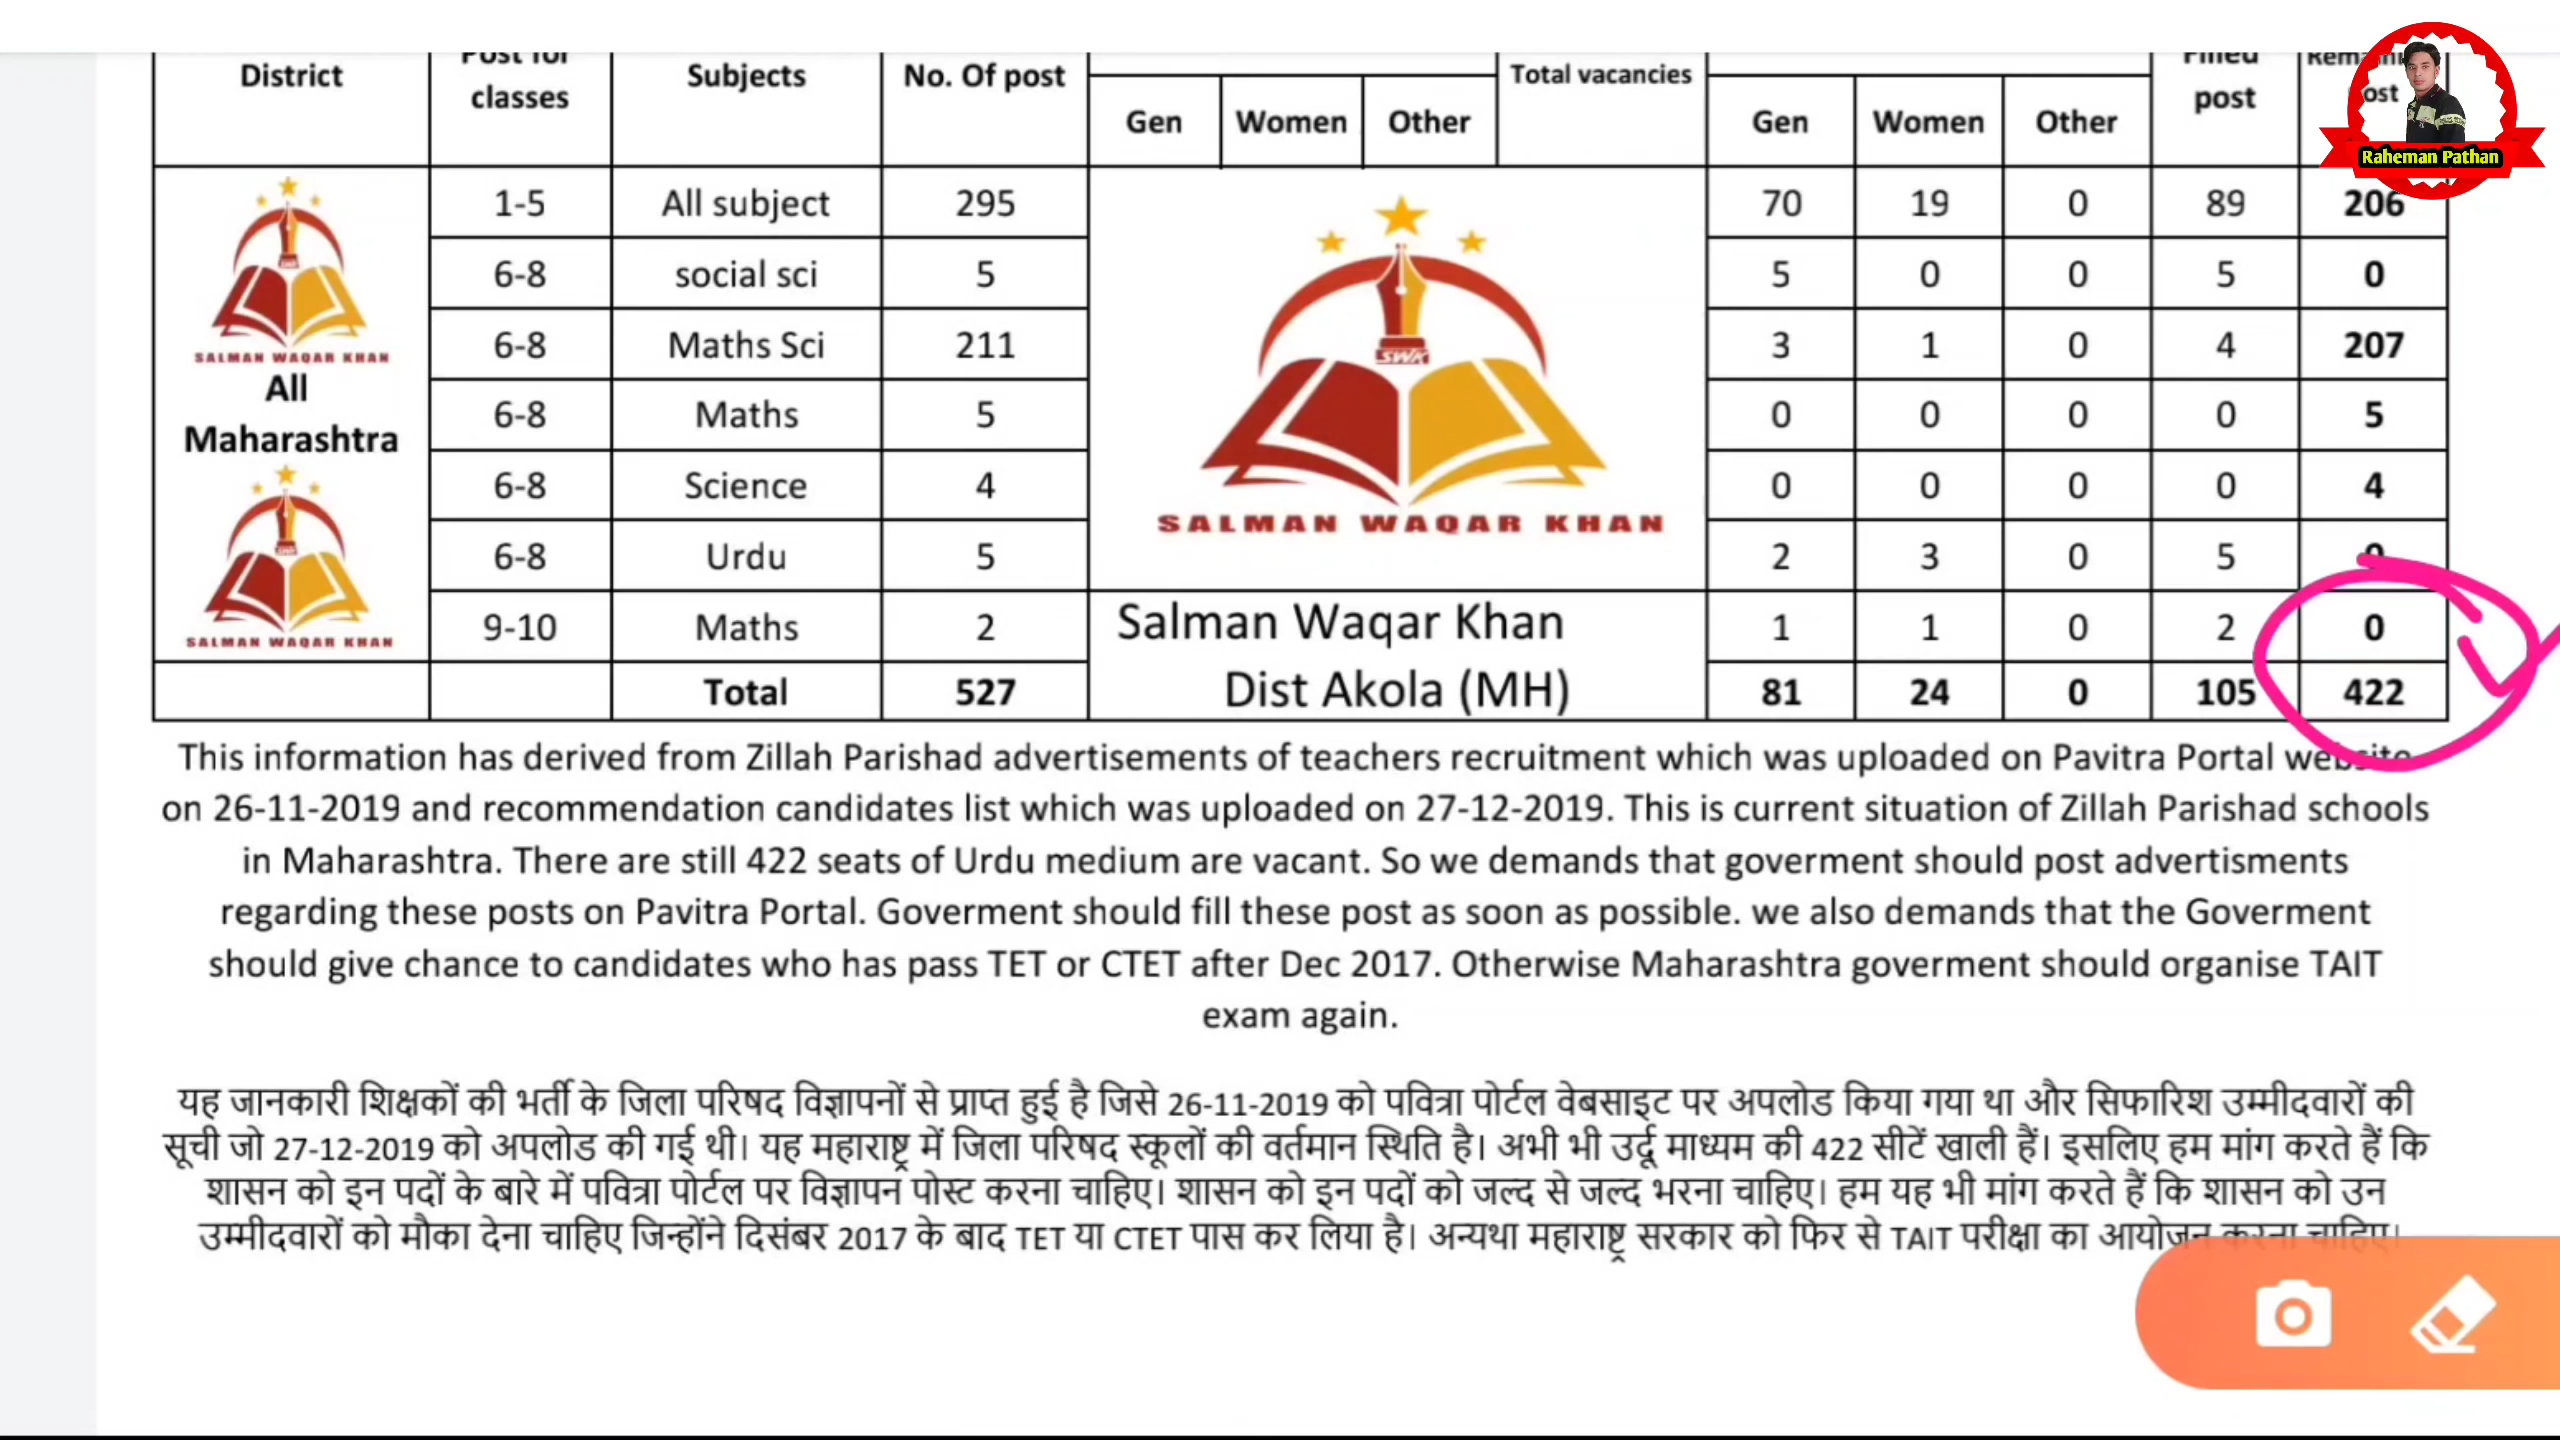 District Post for classes Subjects No. Of post Gen Women Other Total vacancies Gen Women Other Filled post
Raheman Pathan
1-5 All subject 295 70 19 0 89 206
6-8 social sci 5 5 0 0 5 0
6-8 Maths Sci 211 3 1 0 4 207
6-8 Maths 5 0 0 0 0 5
6-8 Science 4 0 0 0 0 4
6-8 Urdu 5 2 3 0 5 0
9-10 Maths 2 1 1 0 2 0
Total 527 81 24 0 105 422
SALMAN WAQAR KHAN
All
Maharashtra
SALMAN WAQAR KHAN
SWK
SALMAN WAQAR KHAN
Salman Waqar Khan
Dist Akola (MH)
This information has derived from Zillah Parishad advertisements of teachers recruitment which was uploaded on Pavitra Portal website
on 26-11-2019 and recommendation candidates list which was uploaded on 27-12-2019. This is current situation of Zillah Parishad schools
in Maharashtra. There are still 422 seats of Urdu medium are vacant. So we demands that goverment should post advertisments
regarding these posts on Pavitra Portal. Goverment should fill these post as soon as possible. we also demands that the Goverment
should give chance to candidates who has pass TET or CTET after Dec 2017. Otherwise Maharashtra goverment should organise TAIT
exam again.
यह जानकारी शिक्षकों की भर्ती के जिला परिषद विज्ञापनों से प्राप्त हुई है जिसे 26-11-2019 को पवित्रा पोर्टल वेबसाइट पर अपलोड किया गया था और सिफारिश उम्मीदवारों की
सूची जो 27-12-2019 को अपलोड की गई थी। यह महाराष्ट्र में जिला परिषद स्कूलों की वर्तमान स्थिति है। अभी भी उर्दू माध्यम की 422 सीटें खाली हैं। इसलिए हम मांग करते हैं कि
शासन को इन पदों के बारे में पवित्रा पोर्टल पर विज्ञापन पोस्ट करना चाहिए। शासन को इन पदों को जल्द से जल्द भरना चाहिए। हम यह भी मांग करते हैं कि शासन को उन
उम्मीदवारों को मौका देना चाहिए जिन्होंने दिसंबर 2017 के बाद TET या CTET पास कर लिया है। अन्यथा महाराष्ट्र सरकार को फिर से TAIT परीक्षा का आयोजन करना चाहिए।